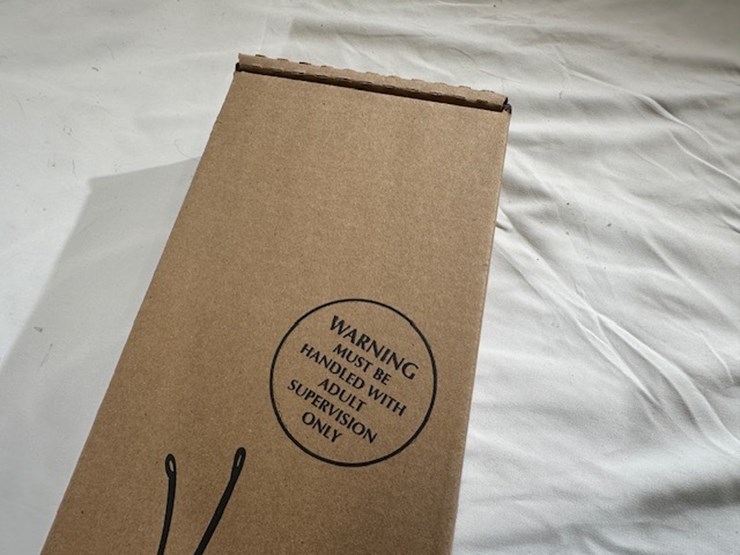 WARNING
MUST BE
HANDLED WITH
ADULT
SUPERVISION
ONLY